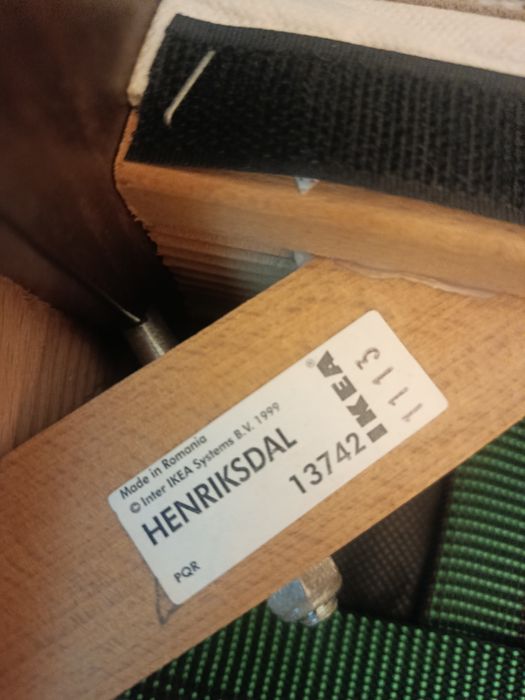 Made in Romania
© Inter IKEA Systems B.V. 1999
HENRIKSDAL
13742
PQR
IKEA®
1113